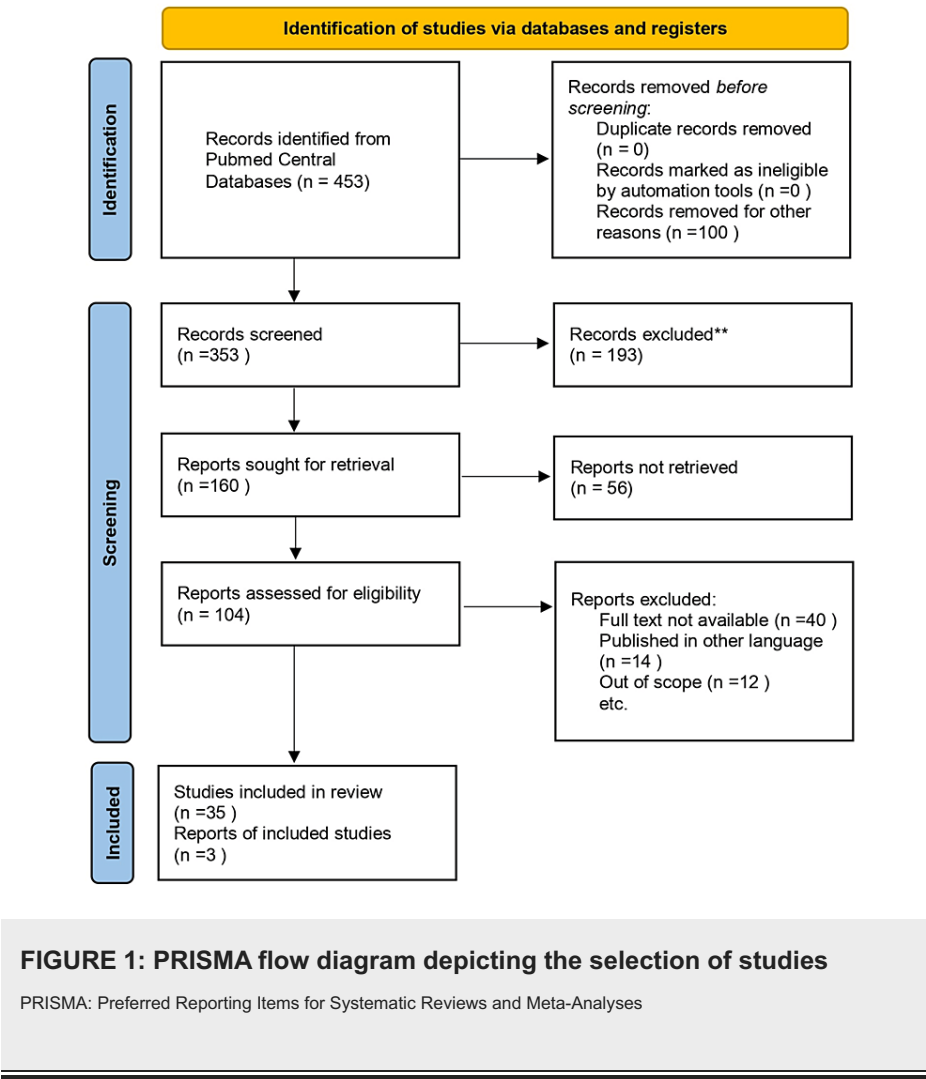 Identification of studies via databases and registers
Identification
Records identified from
Pubmed Central
Databases (n = 453)
Records removed before
screening:
Duplicate records removed
(n = 0)
Records marked as ineligible
by automation tools (n =0 )
Records removed for other
reasons (n =100 )
Screening
Records screened
(n =353 )
Records excluded**
(n = 193)
Reports sought for retrieval
(n =160 )
Reports not retrieved
(n = 56)
Reports assessed for eligibility
(n = 104)
Reports excluded:
Full text not available (n =40 )
Published in other language
(n =14 )
Out of scope (n =12 )
etc.
Included
Studies included in review
(n =35 )
Reports of included studies
(n =3 )
FIGURE 1: PRISMA flow diagram depicting the selection of studies
PRISMA: Preferred Reporting Items for Systematic Reviews and Meta-Analyses